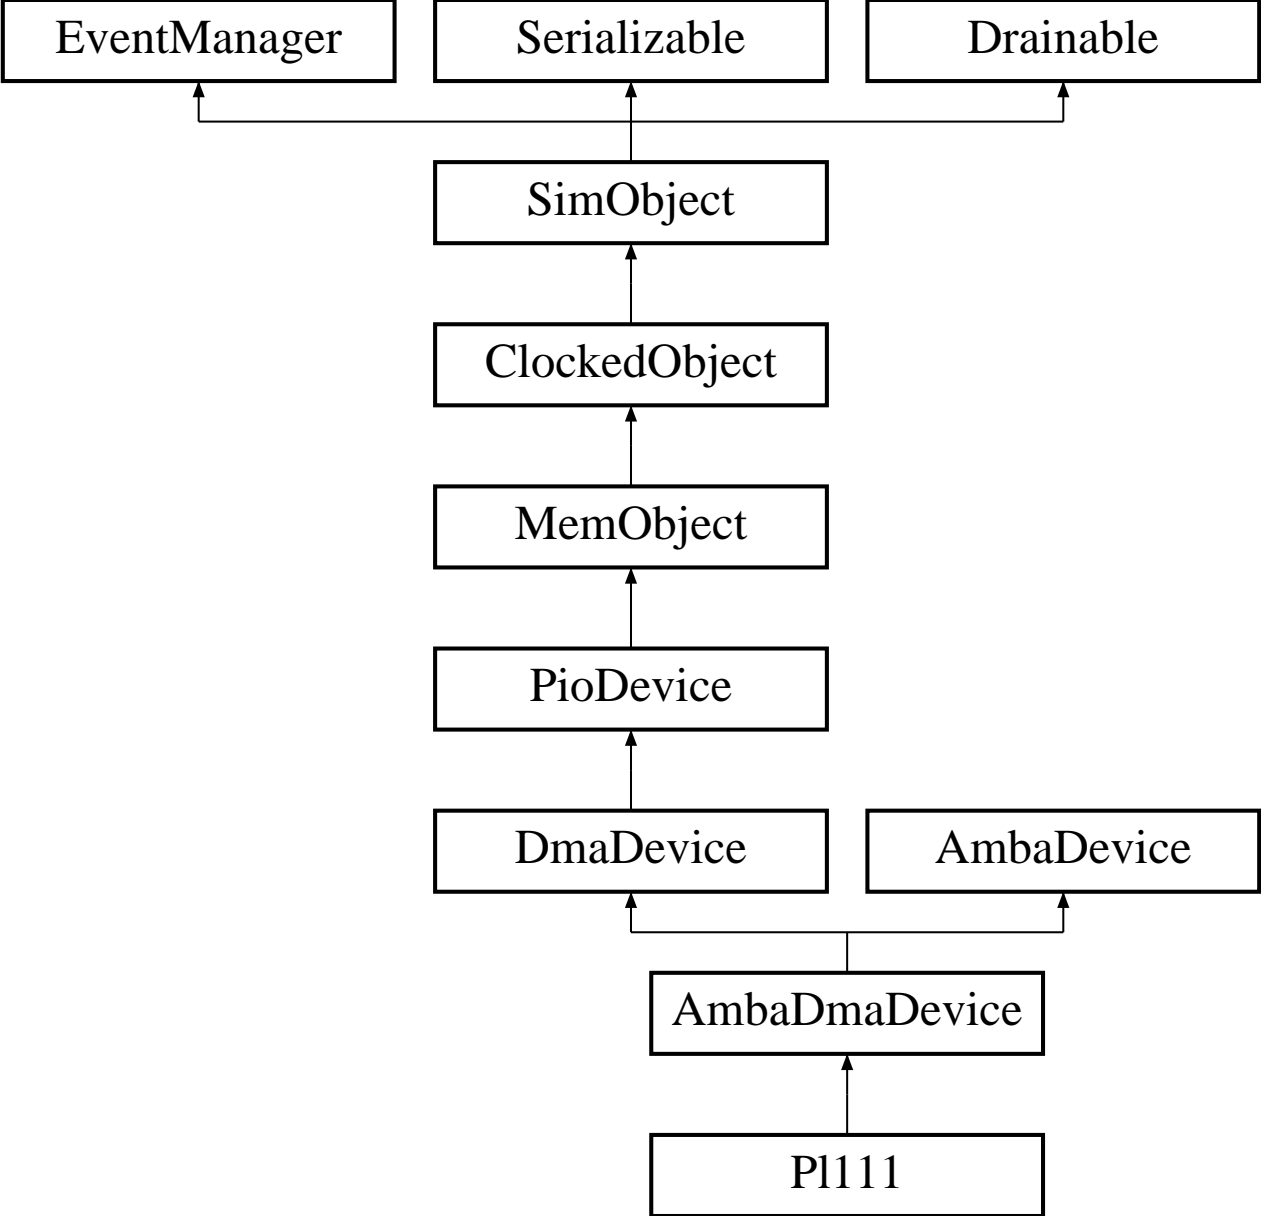 EventManager
Serializable
Drainable
SimObject
ClockedObject
MemObject
PioDevice
DmaDevice
AmbaDevice
AmbaDmaDevice
Pl111